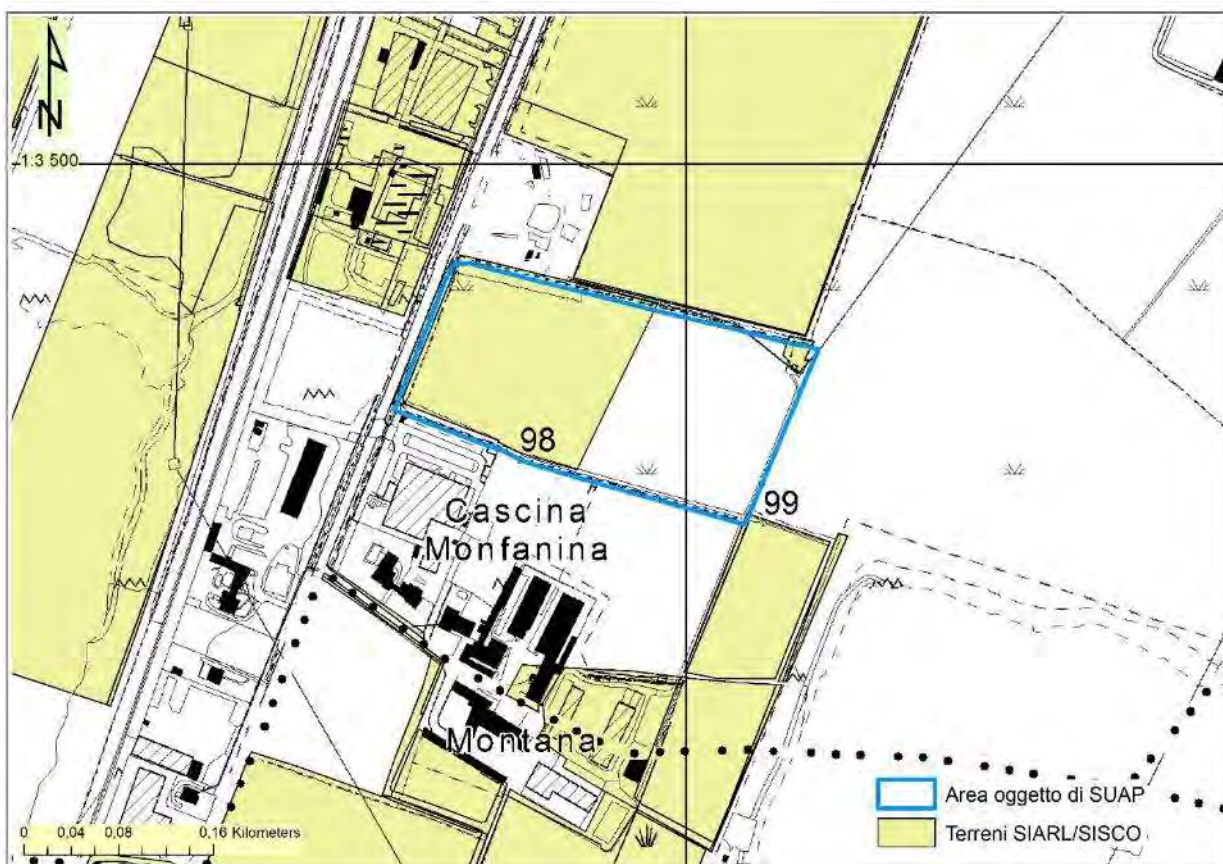 N
1:3 500
98
99
Cascina
Monfanina
Montana
Area oggetto di SUAP
Terreni SIARL/SISCO
0 0,04 0,08 0,16 Kilometers